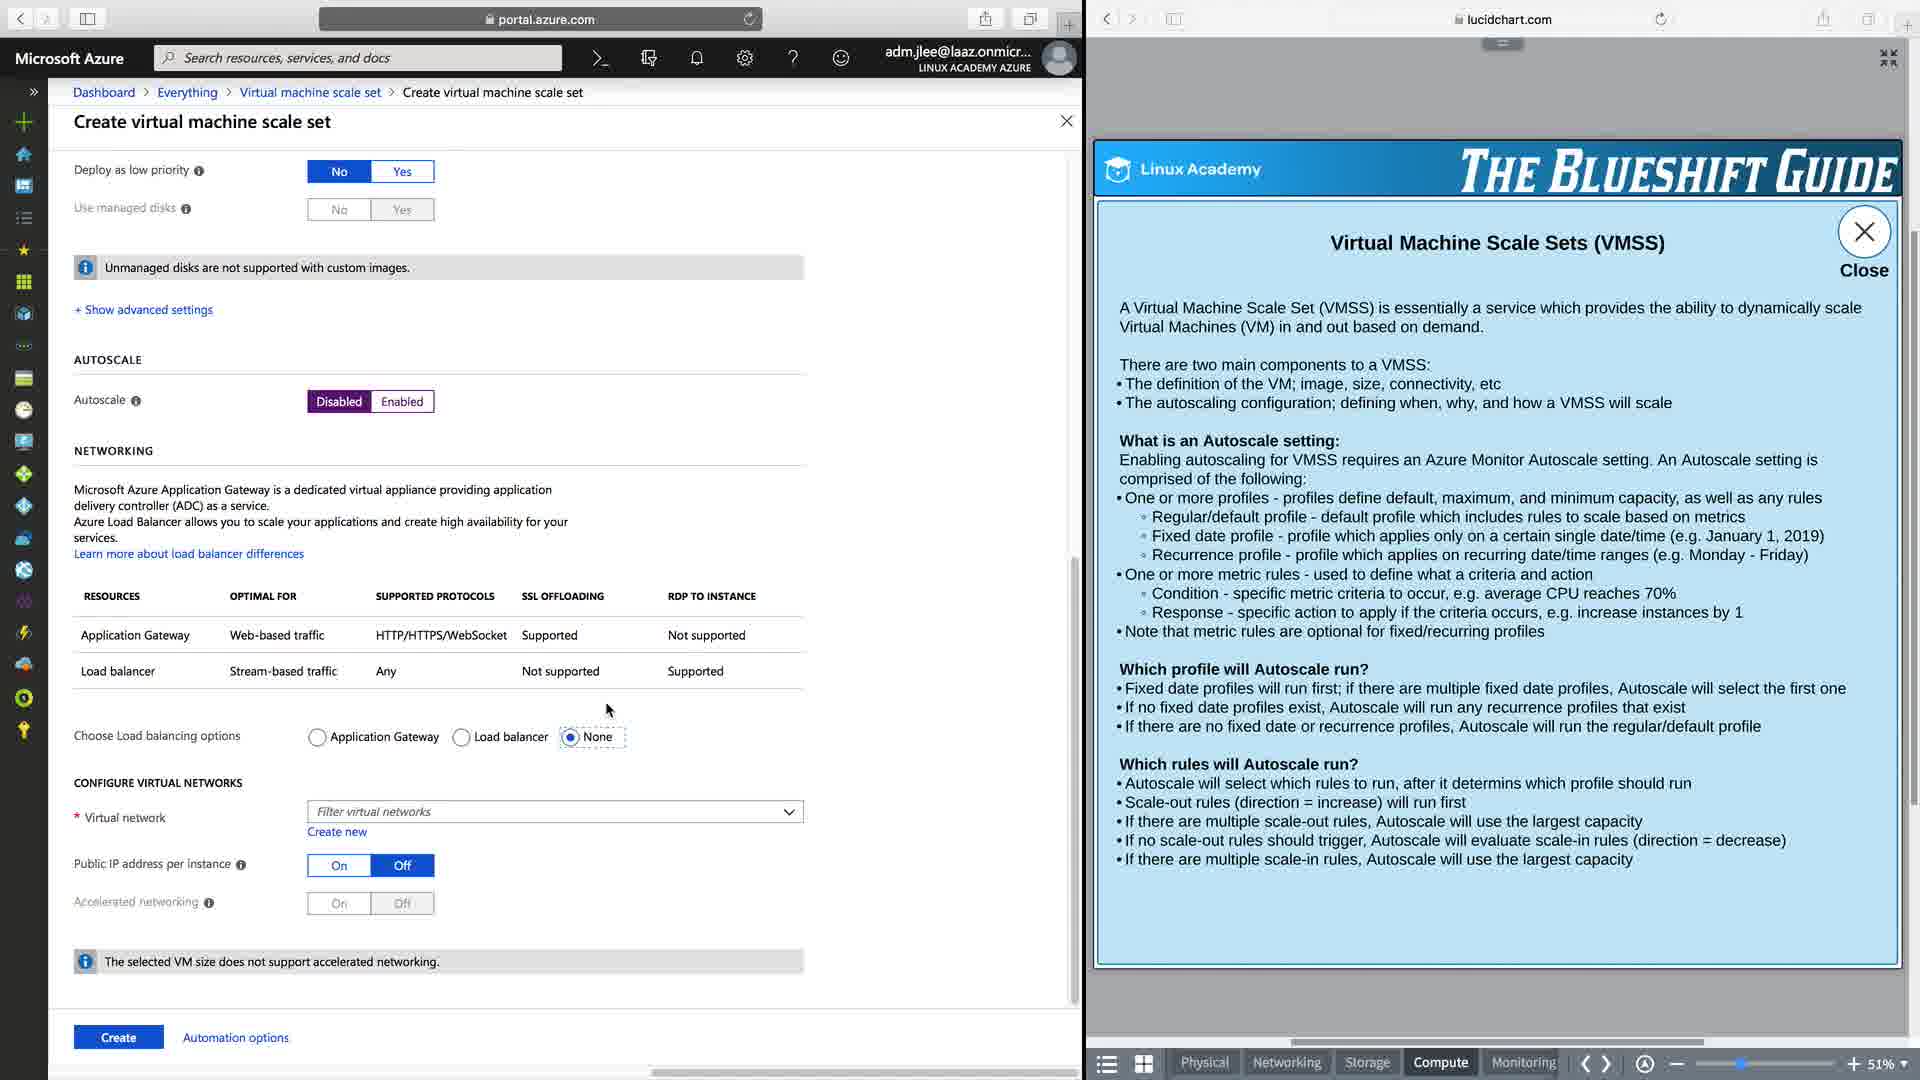 portal.azure.com
Microsoft Azure
Search resources, services, and docs
adm.jlee@laaz.onmicr...
LINUX ACADEMY AZURE
Dashboard > Everything > Virtual machine scale set > Create virtual machine scale set
Create virtual machine scale set
Deploy as low priority
No Yes
Use managed disks
No Yes
Unmanaged disks are not supported with custom images.
+ Show advanced settings
AUTOSCALE
Autoscale
Disabled Enabled
NETWORKING
Microsoft Azure Application Gateway is a dedicated virtual appliance providing application
delivery controller (ADC) as a service.
Azure Load Balancer allows you to scale your applications and create high availability for your
services.
Learn more about load balancer differences
RESOURCES OPTIMAL FOR SUPPORTED PROTOCOLS SSL OFFLOADING RDP TO INSTANCE
Application Gateway Web-based traffic HTTP/HTTPS/WebSocket Supported Not supported
Load balancer Stream-based traffic Any Not supported Supported
Choose Load balancing options
Application Gateway Load balancer None
CONFIGURE VIRTUAL NETWORKS
* Virtual network
Filter virtual networks
Create new
Public IP address per instance
On Off
Accelerated networking
On Off
The selected VM size does not support accelerated networking.
Create
Automation options
lucidchart.com
Linux Academy
THE BLUESHIFT GUIDE
Virtual Machine Scale Sets (VMSS)
Close
A Virtual Machine Scale Set (VMSS) is essentially a service which provides the ability to dynamically scale
Virtual Machines (VM) in and out based on demand.
There are two main components to a VMSS:
• The definition of the VM; image, size, connectivity, etc
• The autoscaling configuration; defining when, why, and how a VMSS will scale
What is an Autoscale setting:
Enabling autoscaling for VMSS requires an Azure Monitor Autoscale setting. An Autoscale setting is
comprised of the following:
• One or more profiles - profiles define default, maximum, and minimum capacity, as well as any rules
◦ Regular/default profile - default profile which includes rules to scale based on metrics
◦ Fixed date profile - profile which applies only on a certain single date/time (e.g. January 1, 2019)
◦ Recurrence profile - profile which applies on recurring date/time ranges (e.g. Monday - Friday)
• One or more metric rules - used to define what a criteria and action
◦ Condition - specific metric criteria to occur, e.g. average CPU reaches 70%
◦ Response - specific action to apply if the criteria occurs, e.g. increase instances by 1
• Note that metric rules are optional for fixed/recurring profiles
Which profile will Autoscale run?
• Fixed date profiles will run first; if there are multiple fixed date profiles, Autoscale will select the first one
• If no fixed date profiles exist, Autoscale will run any recurrence profiles that exist
• If there are no fixed date or recurrence profiles, Autoscale will run the regular/default profile
Which rules will Autoscale run?
• Autoscale will select which rules to run, after it determins which profile should run
• Scale-out rules (direction = increase) will run first
• If there are multiple scale-out rules, Autoscale will use the largest capacity
• If no scale-out rules should trigger, Autoscale will evaluate scale-in rules (direction = decrease)
• If there are multiple scale-in rules, Autoscale will use the largest capacity
Physical Networking Storage Compute Monitoring
51%